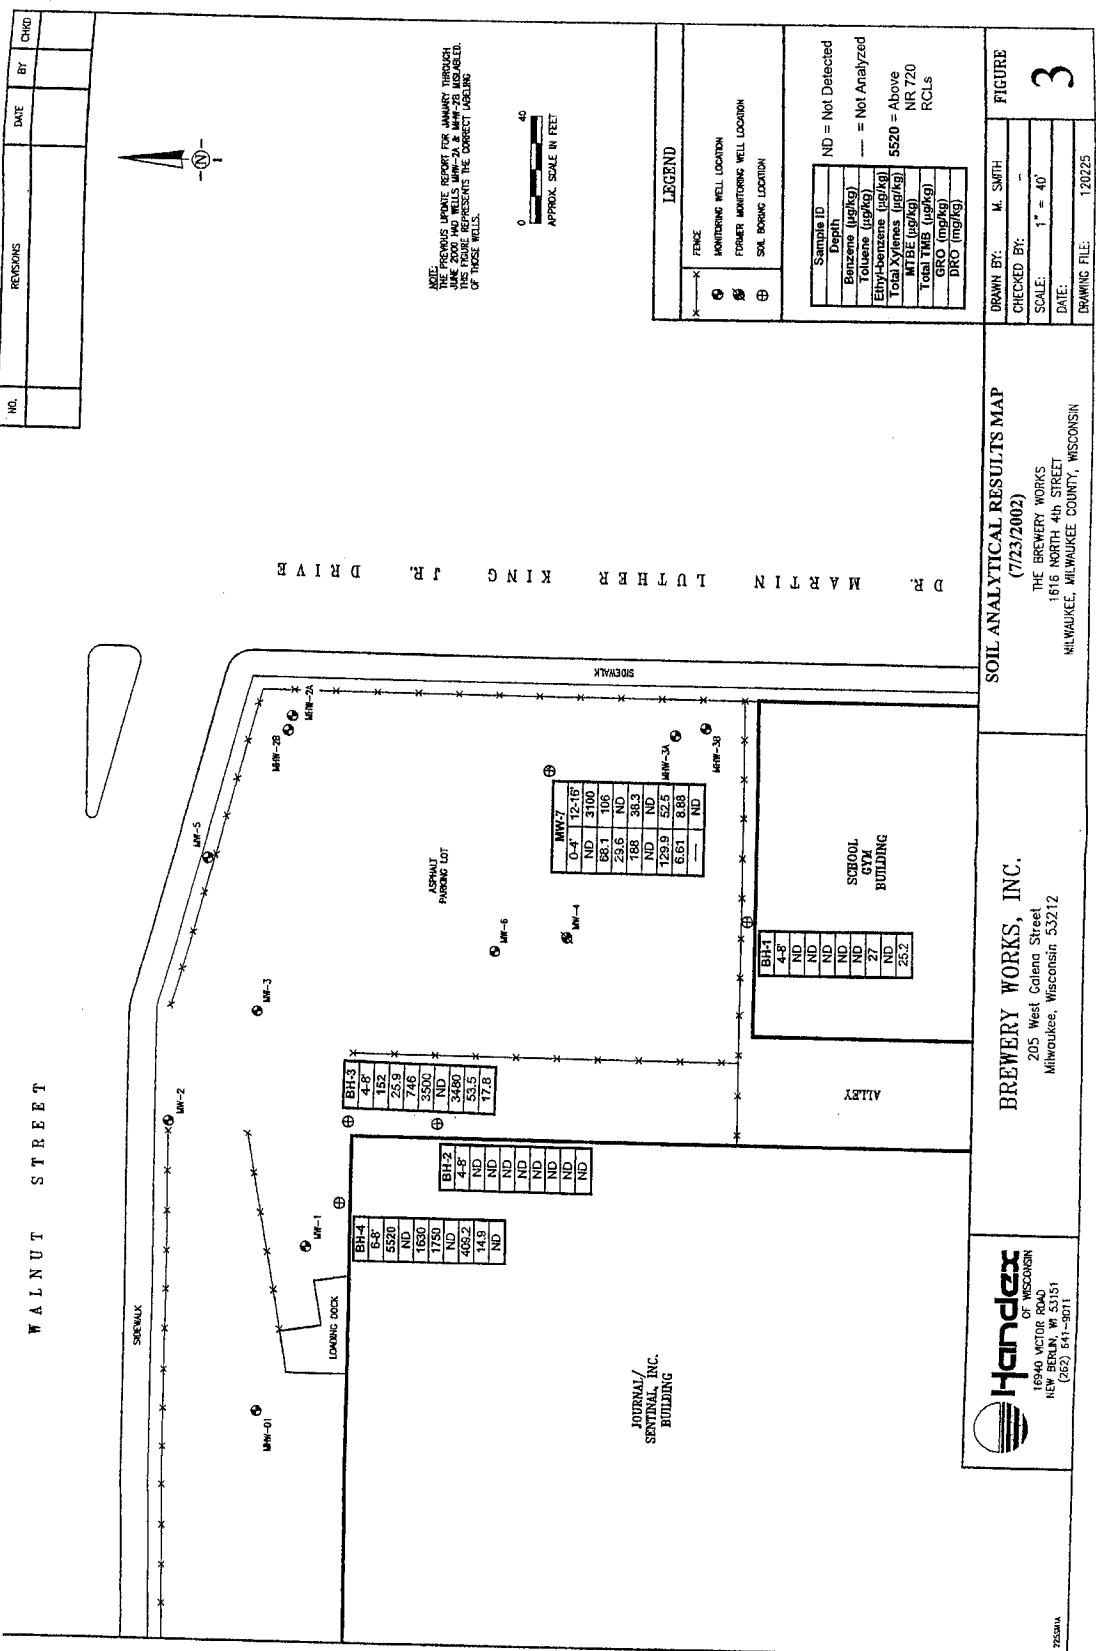 NO.
REVISIONS
DATE
BY
CHKD
N
NOTE:
THE PREVIOUS UPDATE REPORT FOR JANUARY THROUGH
JUNE 2000 HAD WELLS MHW-2A & MHW-2B MISLABLED.
THIS FIGURE REPRESENTS THE CORRECT LABELING
OF THOSE WELLS.
0 40
APPROX. SCALE IN FEET
WALNUT STREET
SIDEWALK
MW-2
MW-5
MHW-2B
MHW-2A
MW-3
MW-1
MHW-01
LOADING DOCK
ASPHALT
PARKING LOT
MW-6
MW-4
SIDEWALK
DR. MARTIN LUTHER KING JR. DRIVE
MHW-3A
MHW-3B
BH-3
4-8'
152
25.9
746
3500
ND
3480
53.5
17.8
BH-4
6-8'
5520
ND
1630
1750
ND
409.2
14.9
ND
BH-2
4-8'
ND
ND
ND
ND
ND
ND
ND
ND
MW-7
0-4' 12-16'
ND 3100
68.1 106
29.6 ND
188 38.3
ND ND
129.9 52.5
6.61 8.88
— ND
BH-1
4-8'
ND
ND
ND
ND
ND
27
ND
25.2
JOURNAL/
SENTINAL, INC.
BUILDING
ALLEY
SCHOOL
GYM
BUILDING
LEGEND
FENCE
MONITORING WELL LOCATION
FORMER MONITORING WELL LOCATION
SOIL BORING LOCATION
Sample ID
Depth
Benzene (µg/kg)
Toluene (µg/kg)
Ethyl-benzene (µg/kg)
Total Xylenes (µg/kg)
MTBE (µg/kg)
Total TMB (µg/kg)
GRO (mg/kg)
DRO (mg/kg)
ND = Not Detected
— = Not Analyzed
5520 = Above
NR 720
RCLs
Handex
OF WISCONSIN
16940 VICTOR ROAD
NEW BERLIN, WI 53151
(262) 641-9011
BREWERY WORKS, INC.
205 West Galena Street
Milwaukee, Wisconsin 53212
SOIL ANALYTICAL RESULTS MAP
(7/23/2002)
THE BREWERY WORKS
1616 NORTH 4th STREET
MILWAUKEE, MILWAUKEE COUNTY, WISCONSIN
DRAWN BY: M. SMITH
CHECKED BY: -
SCALE: 1" = 40'
DATE:
DRAWING FILE: 120225
FIGURE
3